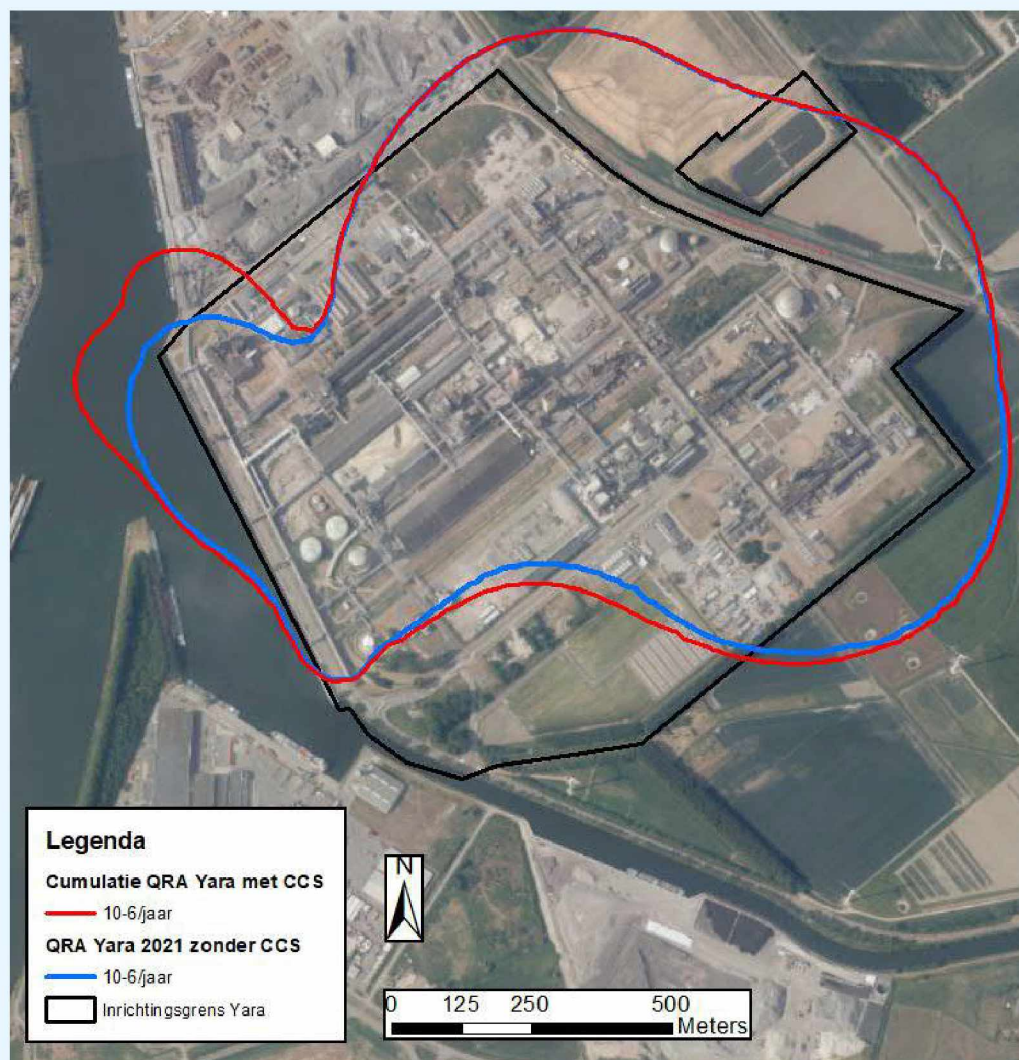 Legenda
Cumulatie QRA Yara met CCS
10-6/jaar
QRA Yara 2021 zonder CCS
10-6/jaar
Inrichtingsgrens Yara
N
0 125 250 500
Meters